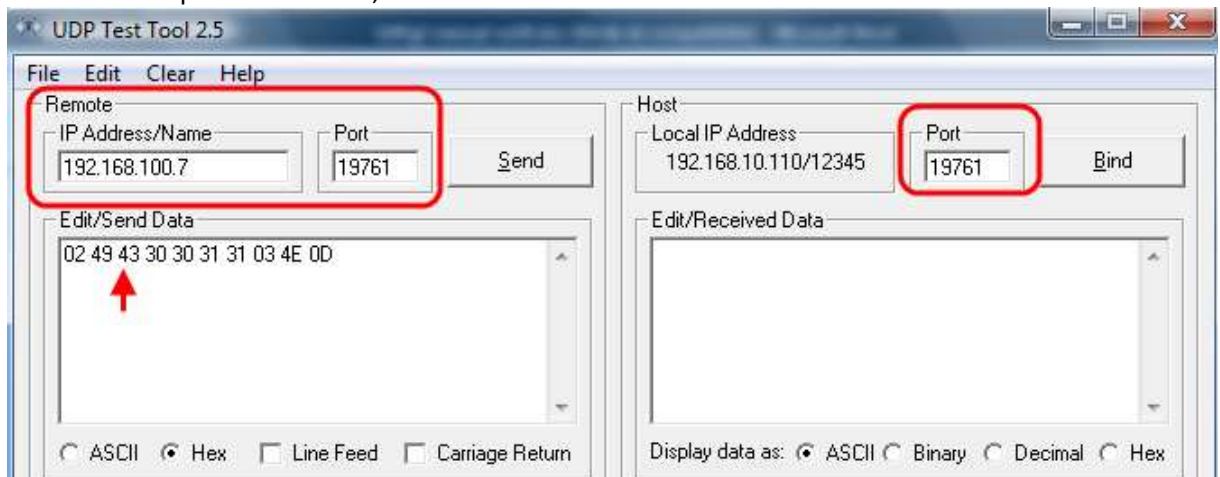 UDP Test Tool 2.5
File Edit Clear Help
Remote
IP Address/Name Port
192.168.100.7 19761 Send
Host
Local IP Address Port
192.168.10.110/12345 19761 Bind
Edit/Send Data
02 49 43 30 30 31 31 03 4E 0D
Edit/Received Data
ASCII Hex Line Feed Carriage Return
Display data as: ASCII Binary Decimal Hex